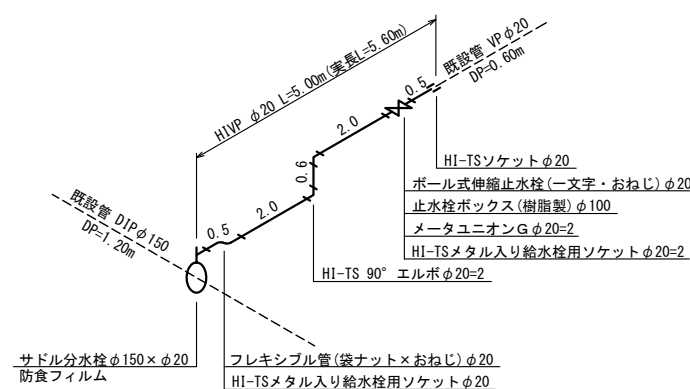 HIVP φ20 L=5.00m(実長L=5.60m)
既設管 VPφ20
DP=0.60m
0.5
2.0
0.6
2.0
0.5
既設管 DIPφ150
DP=1.20m
HI-TSソケットφ20
ボール式伸縮止水栓(一文字・おねじ)φ20
止水栓ボックス(樹脂製)φ100
メータユニオンGφ20=2
HI-TSメタル入り給水栓用ソケットφ20=2
HI-TS 90° エルボφ20=2
サドル分水栓φ150×φ20
防食フィルム
フレキシブル管(袋ナット×おねじ)φ20
HI-TSメタル入り給水栓用ソケットφ20